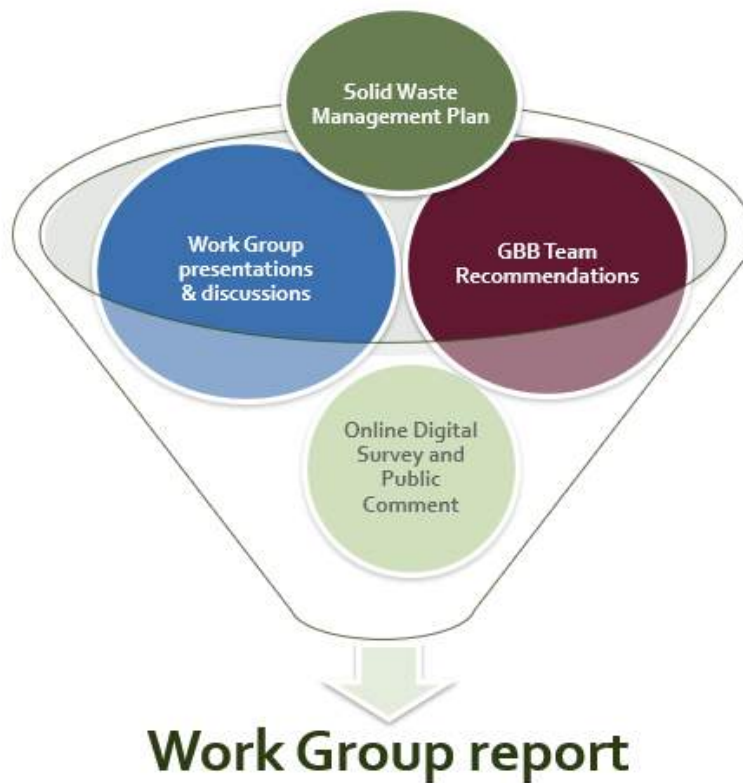 Solid Waste
Management Plan
Work Group
presentations
& discussions
GBB Team
Recommendations
Online Digital
Survey and
Public
Comment
Work Group report